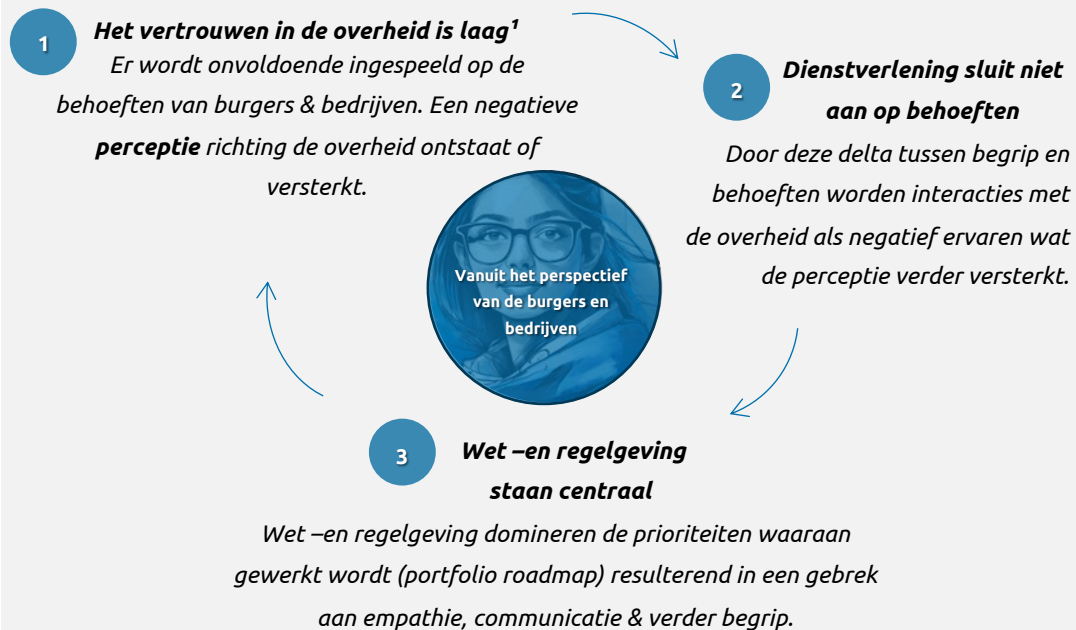 1
Het vertrouwen in de overheid is laag¹
Er wordt onvoldoende ingespeeld op de
behoeften van burgers & bedrijven. Een negatieve
perceptie richting de overheid ontstaat of
versterkt.
2
Dienstverlening sluit niet
aan op behoeften
Door deze delta tussen begrip en
behoeften worden interacties met
de overheid als negatief ervaren wat
de perceptie verder versterkt.
Vanuit het perspectief
van de burgers en
bedrijven
3
Wet –en regelgeving
staan centraal
Wet –en regelgeving domineren de prioriteiten waaraan
gewerkt wordt (portfolio roadmap) resulterend in een gebrek
aan empathie, communicatie & verder begrip.